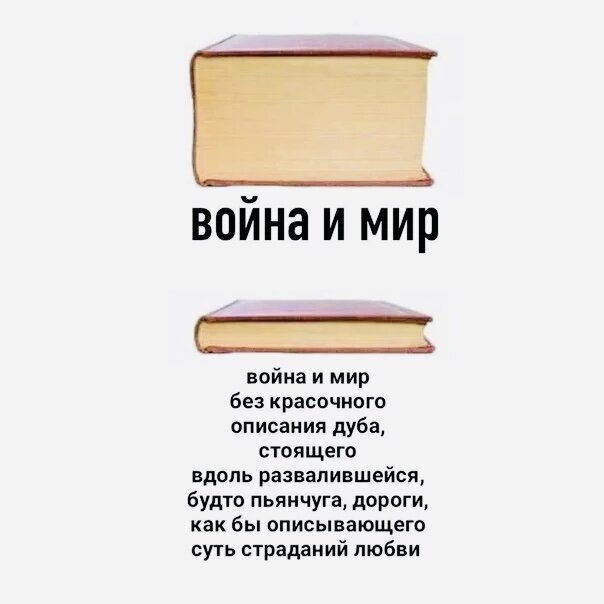 война и мир
война и мир
без красочного
описания дуба,
стоящего
вдоль развалившейся,
будто пьянчуга, дороги,
как бы описывающего
суть страданий любви